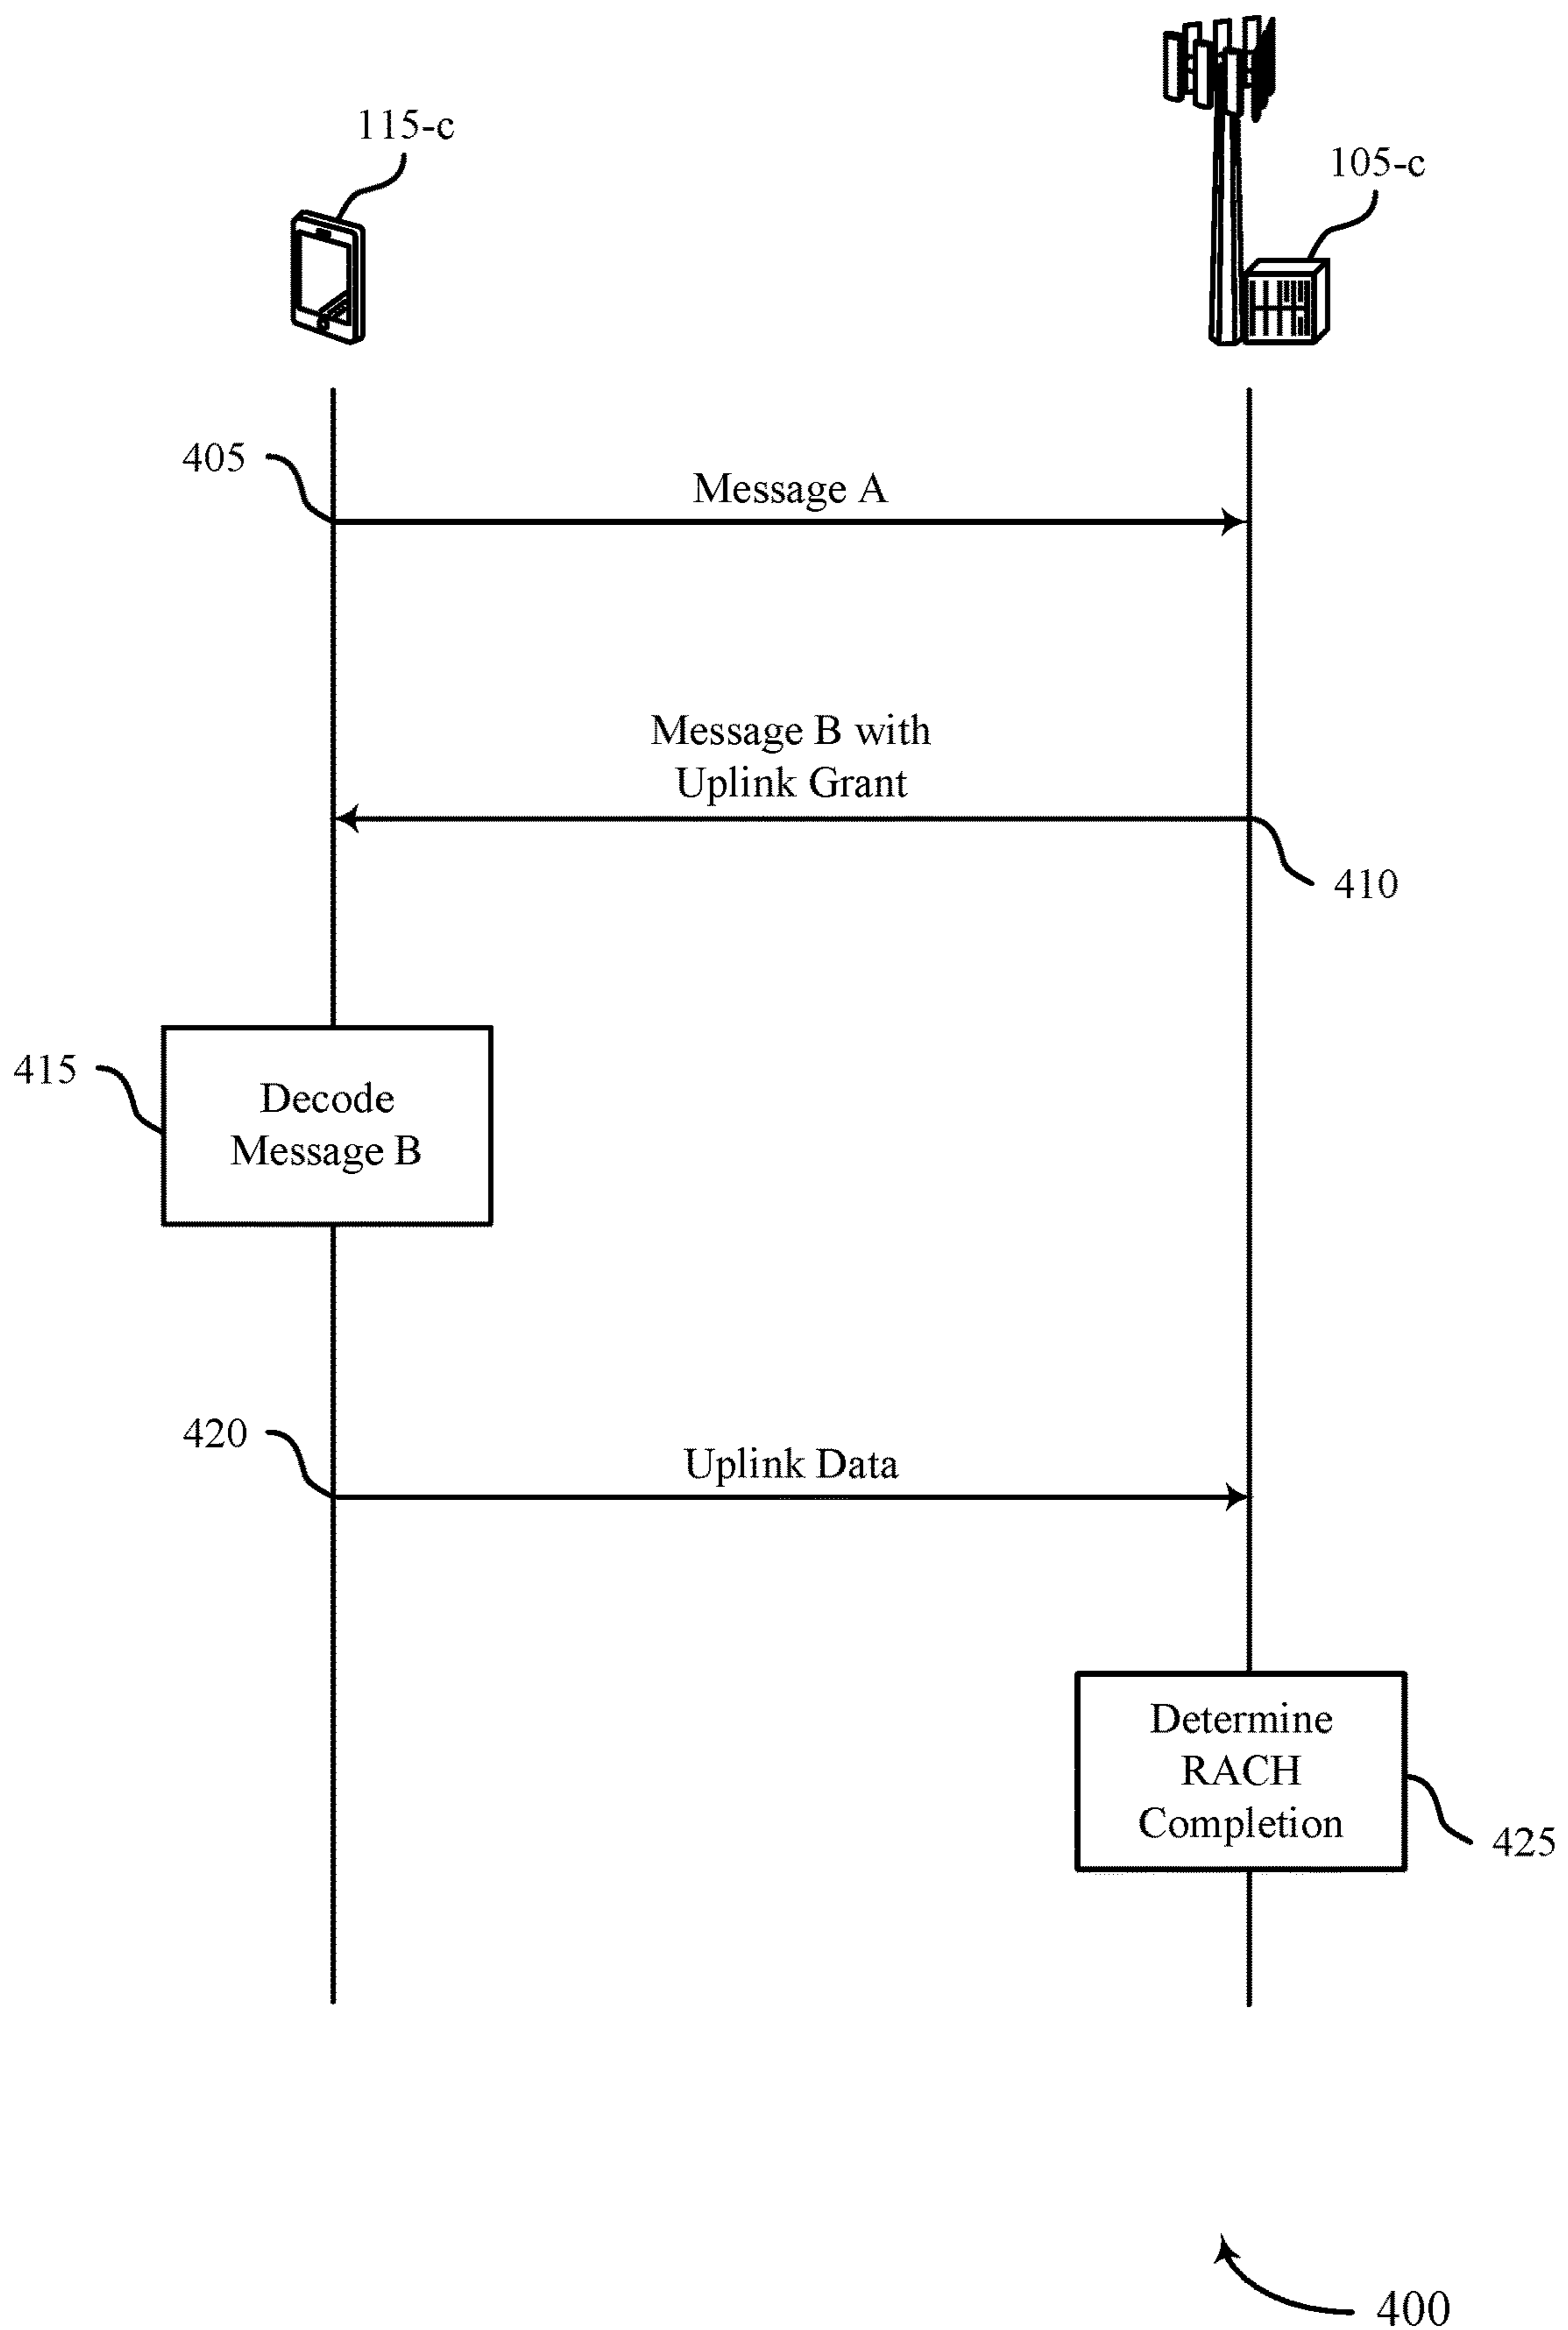 115-c
105-c
405
Message A
Message B with
Uplink Grant
410
415
Decode
Message B
420
Uplink Data
Determine
RACH
Completion
425
400